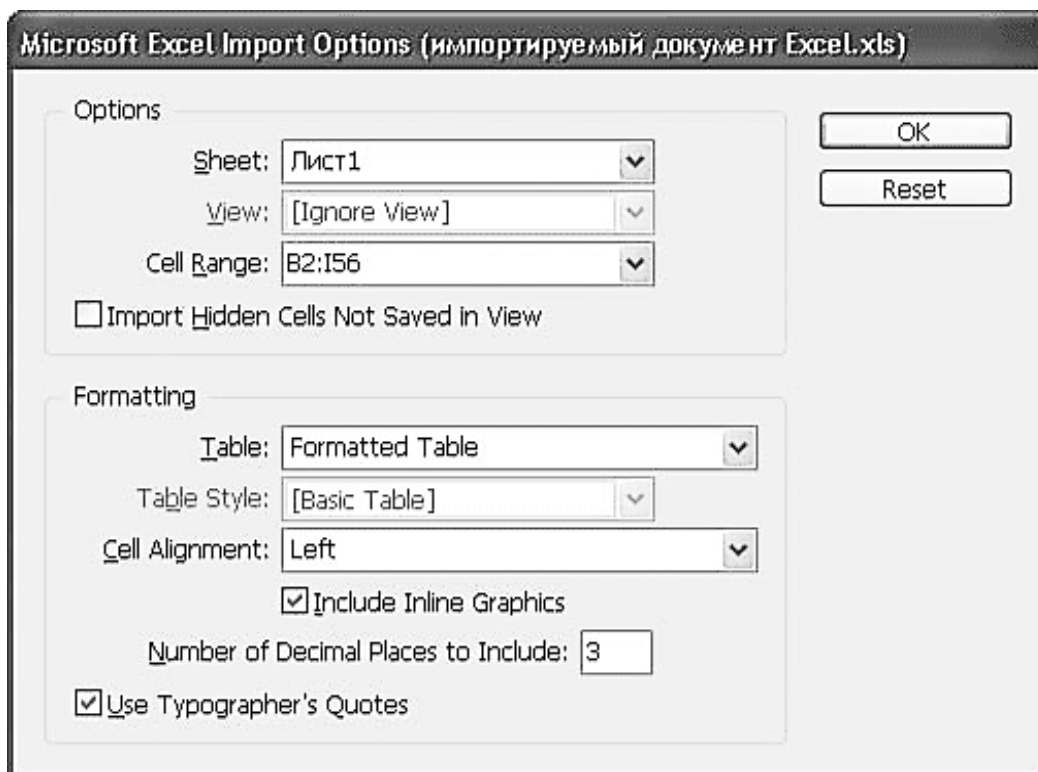 Microsoft Excel Import Options (импортируемый документ Excel.xls)
Options
OK
Sheet: Лист1
Reset
View: [Ignore View]
Cell Range: B2:I56
Import Hidden Cells Not Saved in View
Formatting
Table: Formatted Table
Table Style: [Basic Table]
Cell Alignment: Left
Include Inline Graphics
Number of Decimal Places to Include: 3
Use Typographer's Quotes